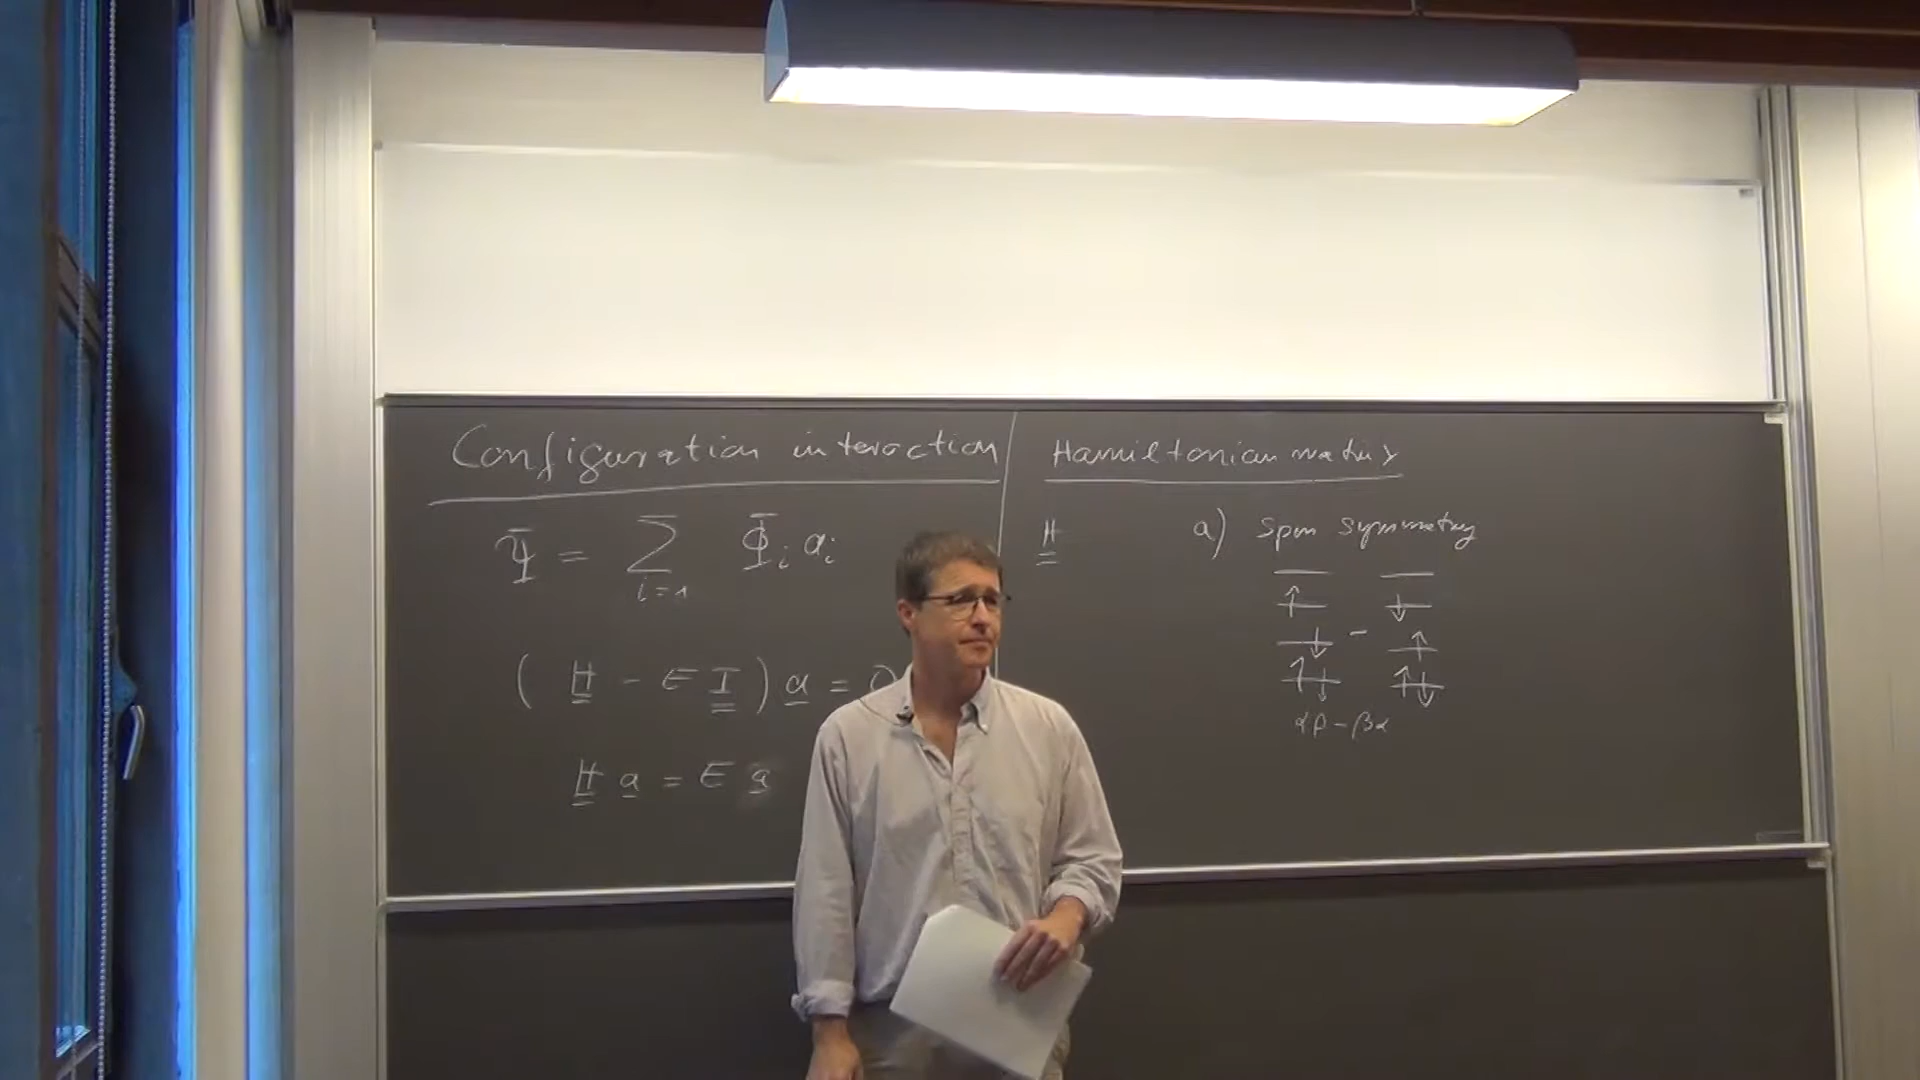 Configuration interaction
Ψ = Σ i=1 Φi ai
( H - E I ) a = 0
H a = E a
Hamiltonian matrix
H
a) Spin symmetry
-
αβ - βα